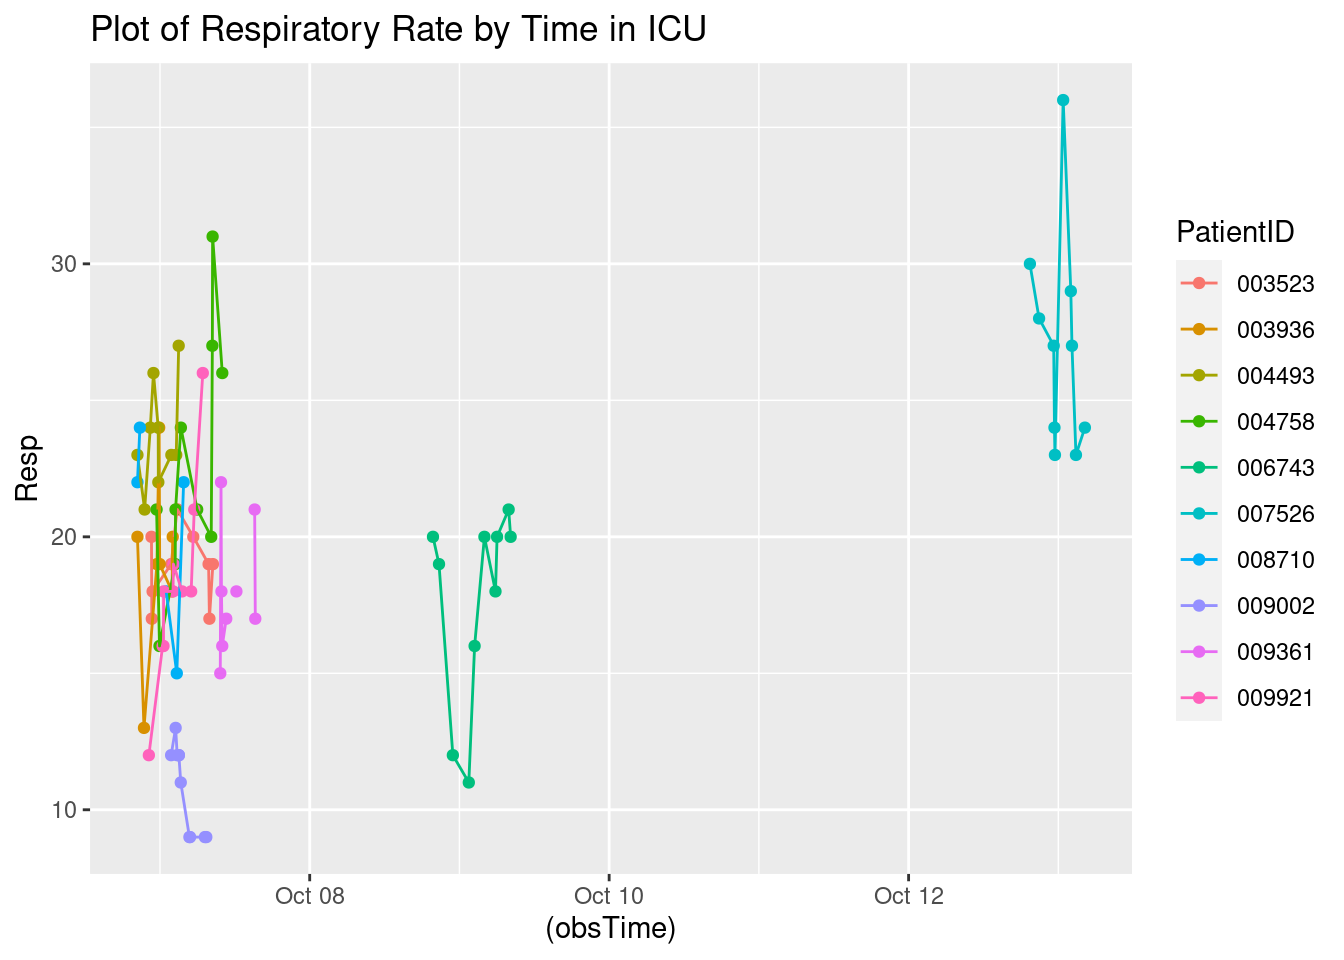 Plot of Respiratory Rate by Time in ICU
Resp
30
20
10
Oct 08
Oct 10
Oct 12
(obsTime)
PatientID
003523
003936
004493
004758
006743
007526
008710
009002
009361
009921